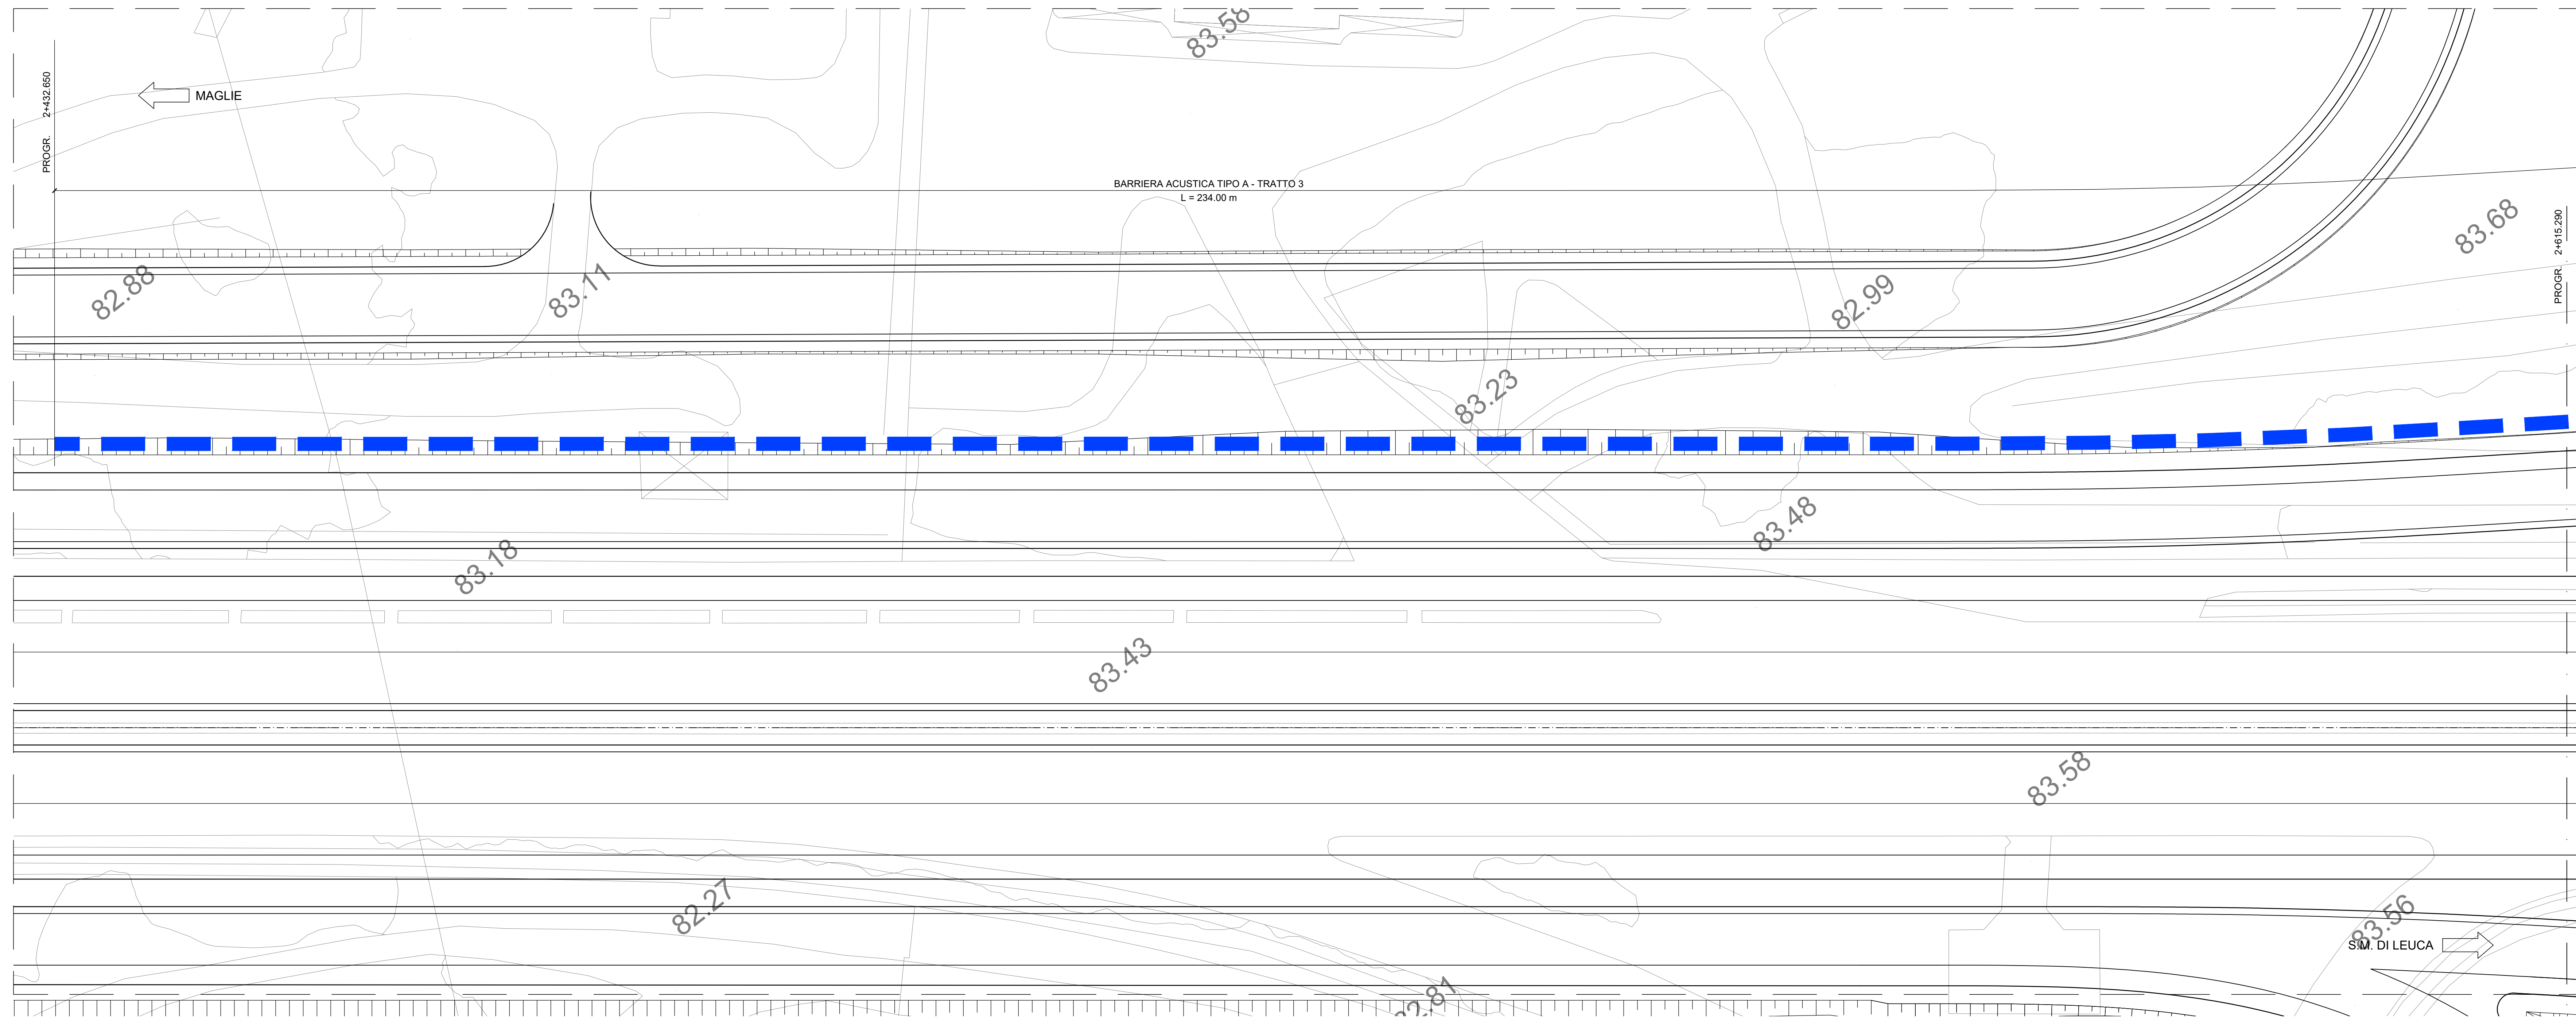 83.58
PROGR. 2+432.650
MAGLIE
BARRIERA ACUSTICA TIPO A - TRATTO 3
L = 234.00 m
83.68
PROGR. 2+615.290
82.88
83.11
82.99
83.23
83.48
83.18
83.43
83.58
82.27
83.56
S.M. DI LEUCA